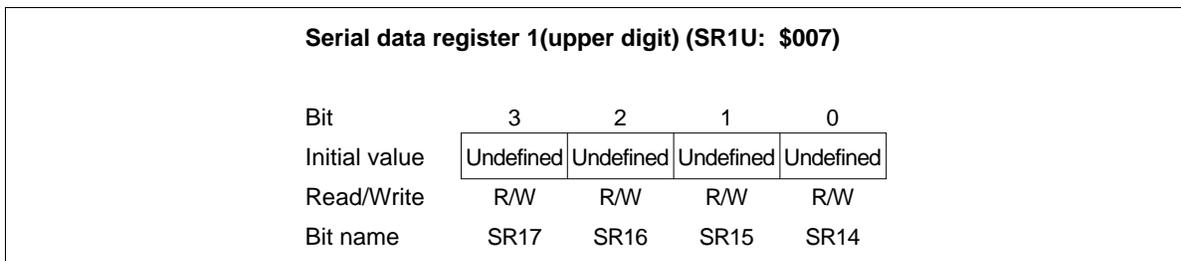 Serial data register 1(upper digit) (SR1U: $007)
Bit 3 2 1 0
Initial value Undefined Undefined Undefined Undefined
Read/Write R/W R/W R/W R/W
Bit name SR17 SR16 SR15 SR14